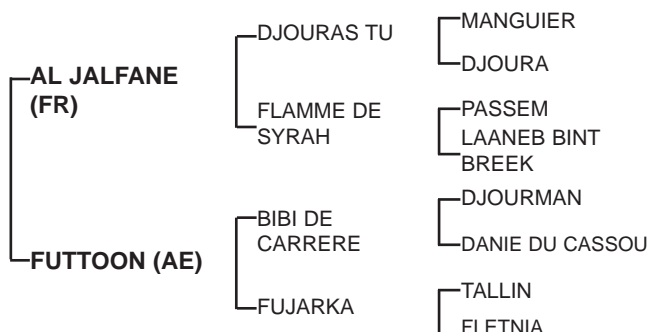 MANGUIER
DJOURAS TU
DJOURA
AL JALFANE
(FR)
FLAMME DE
SYRAH
PASSEM
LAANEB BINT
BREEK
DJOURMAN
BIBI DE
CARRERE
DANIE DU CASSOU
FUTTOON (AE)
TALLIN
FUJARKA
FLETNIA